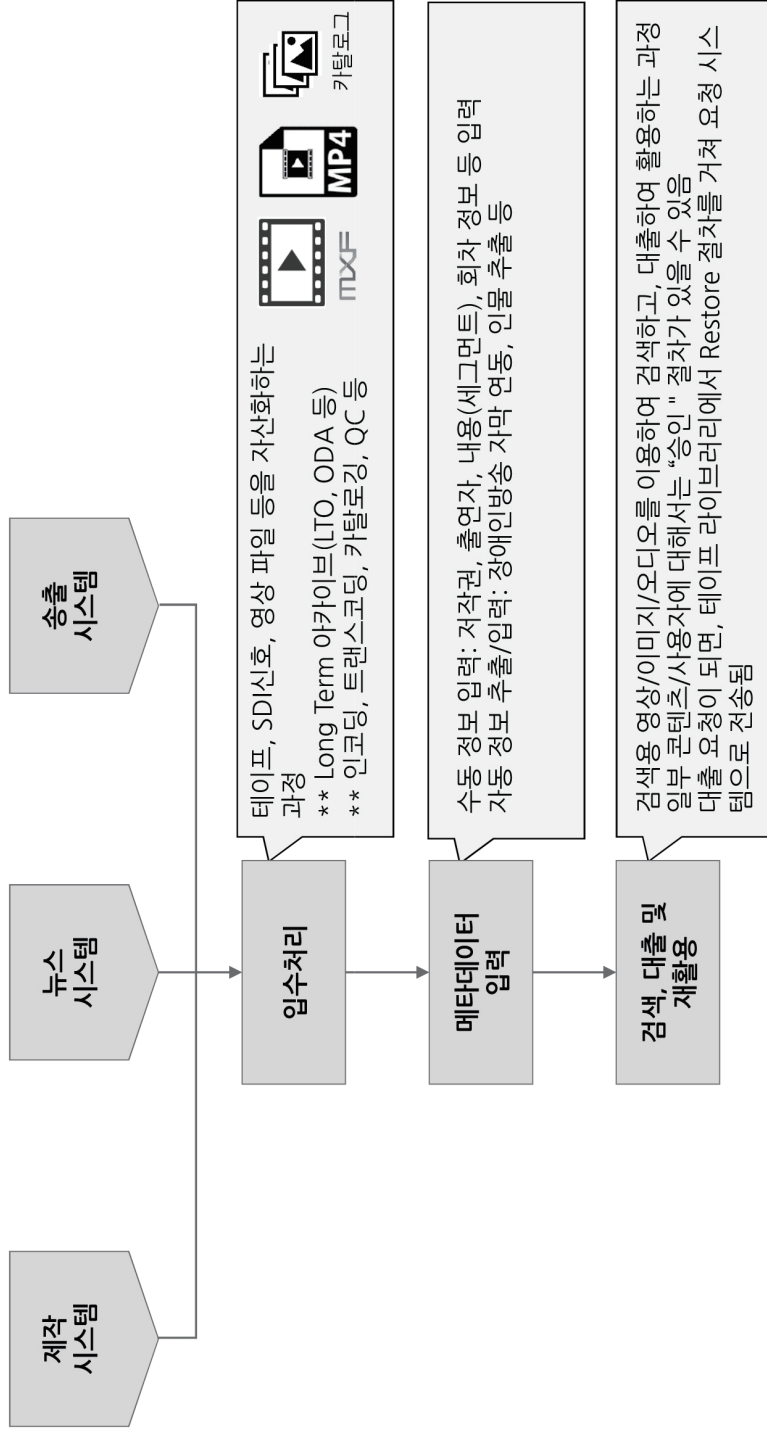 제작
시스템
뉴스
시스템
송출
시스템
입수처리
테이프, SDI신호, 영상 파일 등을 자산화하는
과정
** Long Term 아카이브(LTO, ODA 등)
** 인코딩, 트랜스코딩, 카탈로깅, QC 등
MXF
MP4
카탈로그
메타데이터
입력
수동 정보 입력: 저작권, 출연자, 내용(세그먼트), 회차 정보 등 입력
자동 정보 추출/입력: 장애인방송 자막 연동, 인물 추출 등
검색, 대출 및
재활용
검색용 영상/이미지/오디오를 이용하여 검색하고, 대출하여 활용하는 과정
일부 콘텐츠/사용자에 대해서는 “승인" 절차가 있을 수 있음
대출 요청이 되면, 테이프 라이브러리에서 Restore 절차를 거쳐 요청 시스
템으로 전송됨